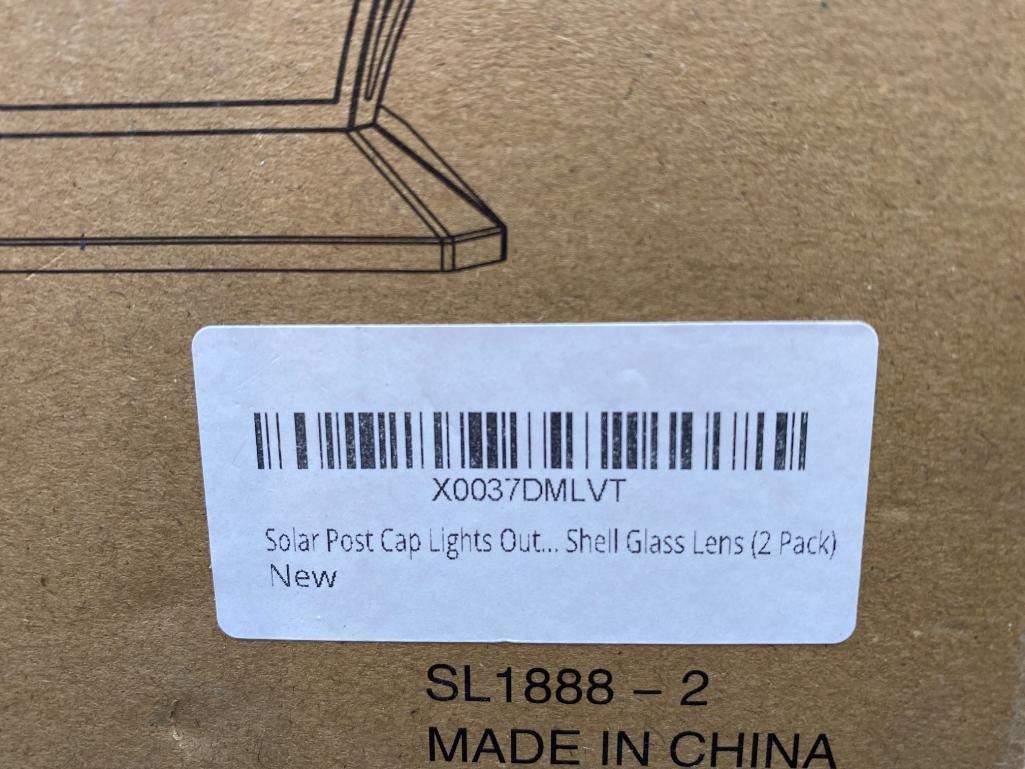 X0037DMLVT
Solar Post Cap Lights Out... Shell Glass Lens (2 Pack)
New
SL1888 – 2
MADE IN CHINA